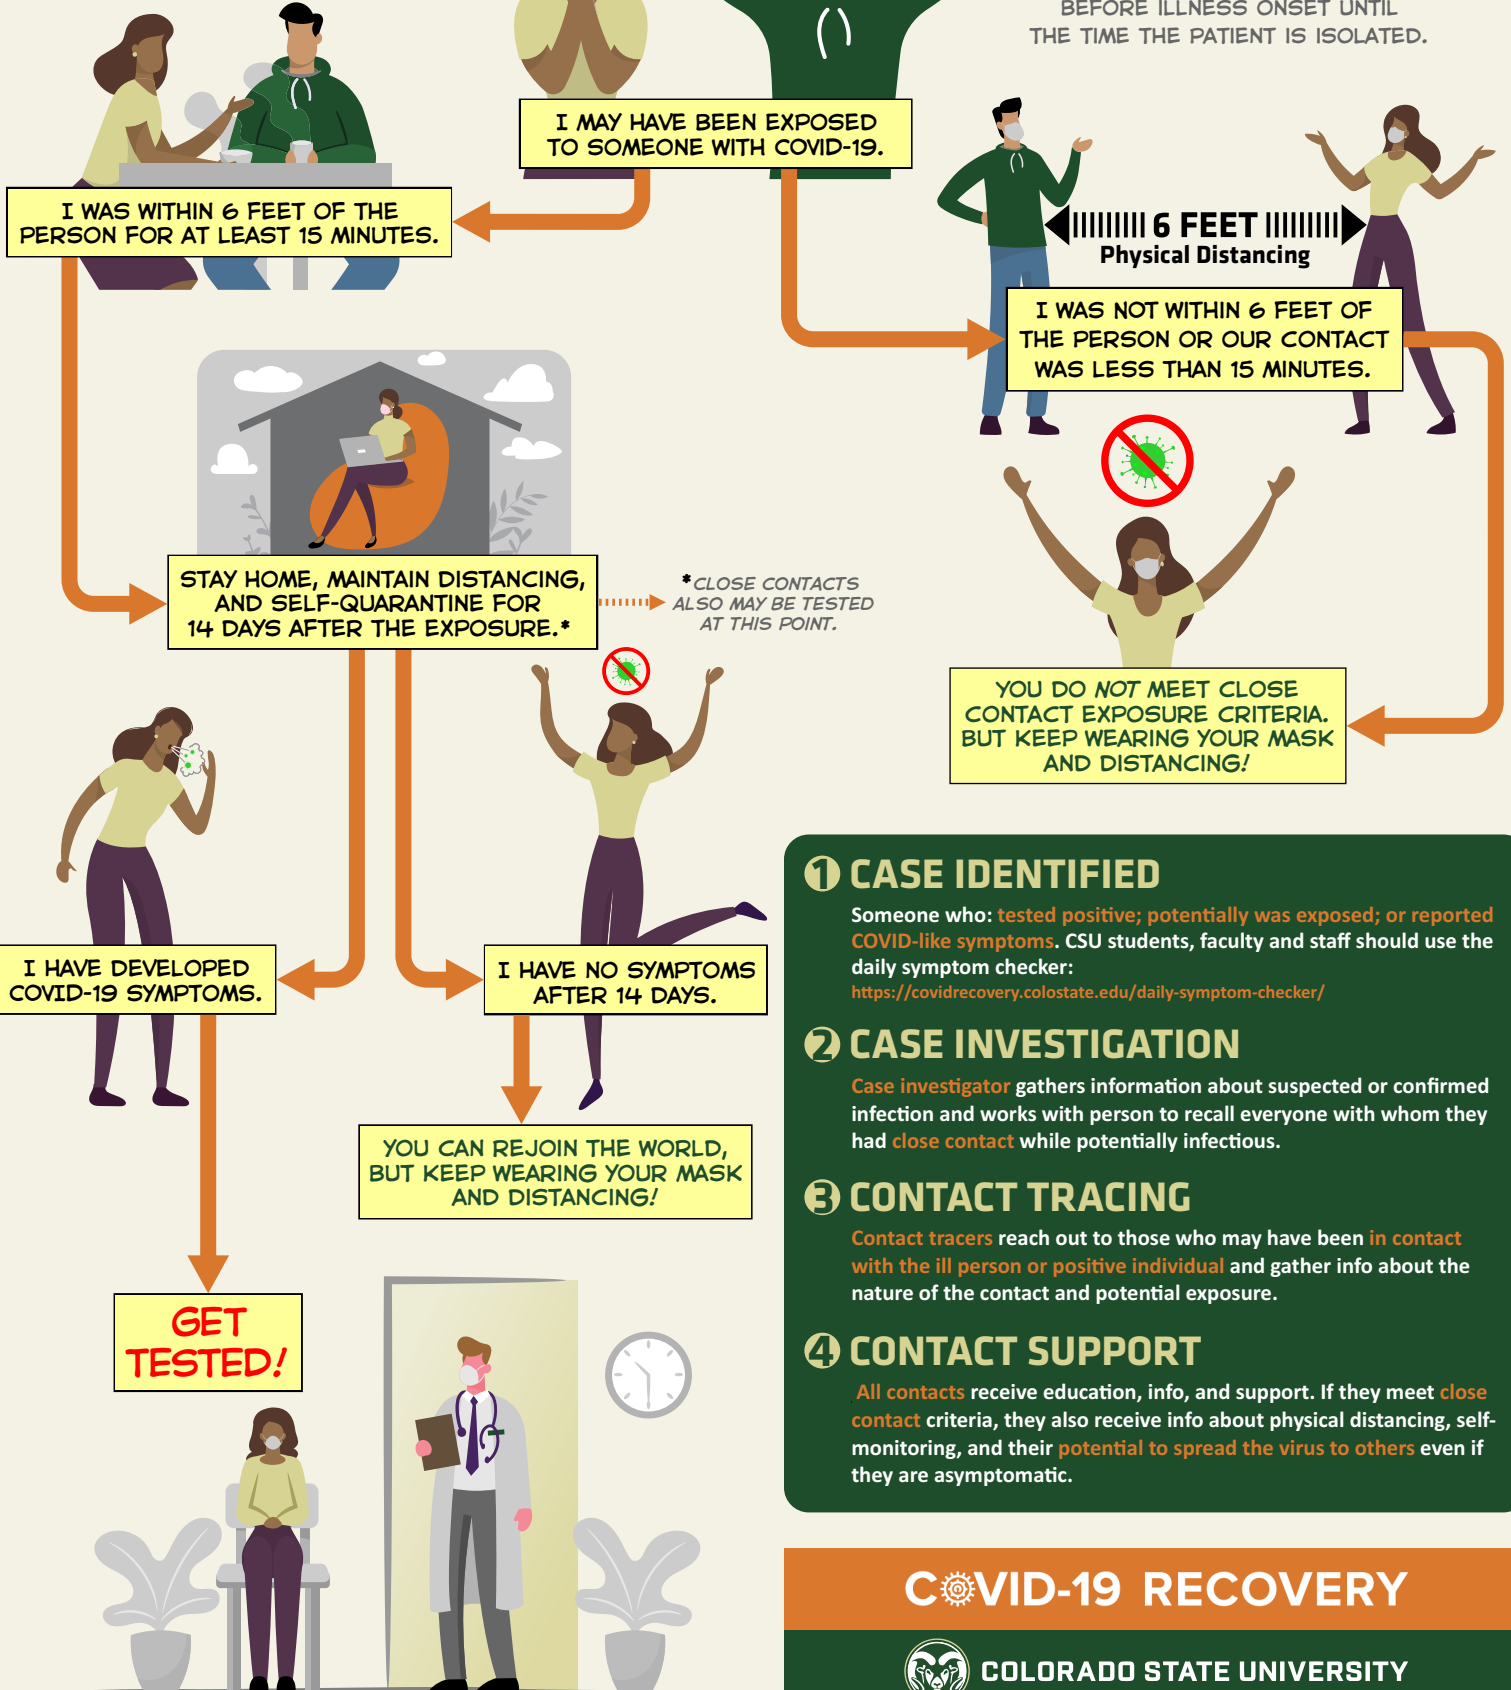 BEFORE ILLNESS ONSET UNTIL
THE TIME THE PATIENT IS ISOLATED.
I MAY HAVE BEEN EXPOSED
TO SOMEONE WITH COVID-19.
I WAS WITHIN 6 FEET OF THE
PERSON FOR AT LEAST 15 MINUTES.
6 FEET
Physical Distancing
I WAS NOT WITHIN 6 FEET OF
THE PERSON OR OUR CONTACT
WAS LESS THAN 15 MINUTES.
STAY HOME, MAINTAIN DISTANCING,
AND SELF-QUARANTINE FOR
14 DAYS AFTER THE EXPOSURE.*
*CLOSE CONTACTS
ALSO MAY BE TESTED
AT THIS POINT.
YOU DO NOT MEET CLOSE
CONTACT EXPOSURE CRITERIA.
BUT KEEP WEARING YOUR MASK
AND DISTANCING!
I HAVE DEVELOPED
COVID-19 SYMPTOMS.
I HAVE NO SYMPTOMS
AFTER 14 DAYS.
YOU CAN REJOIN THE WORLD,
BUT KEEP WEARING YOUR MASK
AND DISTANCING!
GET
TESTED!
1 CASE IDENTIFIED
Someone who: tested positive; potentially was exposed; or reported
COVID-like symptoms. CSU students, faculty and staff should use the
daily symptom checker:
https://covidrecovery.colostate.edu/daily-symptom-checker/
2 CASE INVESTIGATION
Case investigator gathers information about suspected or confirmed
infection and works with person to recall everyone with whom they
had close contact while potentially infectious.
3 CONTACT TRACING
Contact tracers reach out to those who may have been in contact
with the ill person or positive individual and gather info about the
nature of the contact and potential exposure.
4 CONTACT SUPPORT
All contacts receive education, info, and support. If they meet close
contact criteria, they also receive info about physical distancing, self-
monitoring, and their potential to spread the virus to others even if
they are asymptomatic.
COVID-19 RECOVERY
COLORADO STATE UNIVERSITY